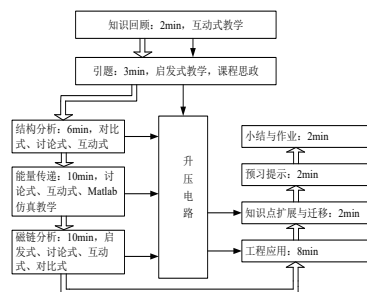 知识回顾：2min，互动式教学
引题：3min，启发式教学，课程思政
结构分析：6min，对比
式、讨论式、互动式
能量传递：10min，讨
论式、互动式、Matlab
仿真教学
磁链分析：10min，启
发式、讨论式、互动
式、对比式
升
压
电
路
小结与作业：2min
预习提示：2min
知识点扩展与迁移：2min
工程应用：8min